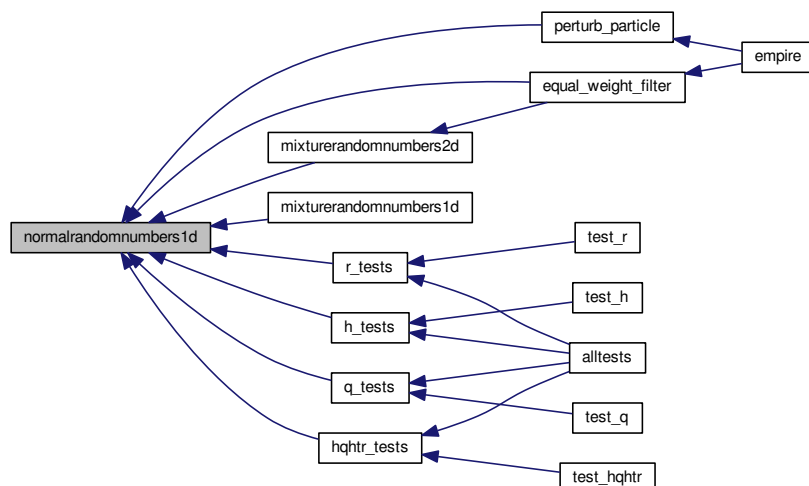 perturb_particle
empire
equal_weight_filter
mixturerandomnumbers2d
mixturerandomnumbers1d
normalrandomnumbers1d
test_r
r_tests
test_h
h_tests
alltests
q_tests
test_q
hqhtr_tests
test_hqhtr